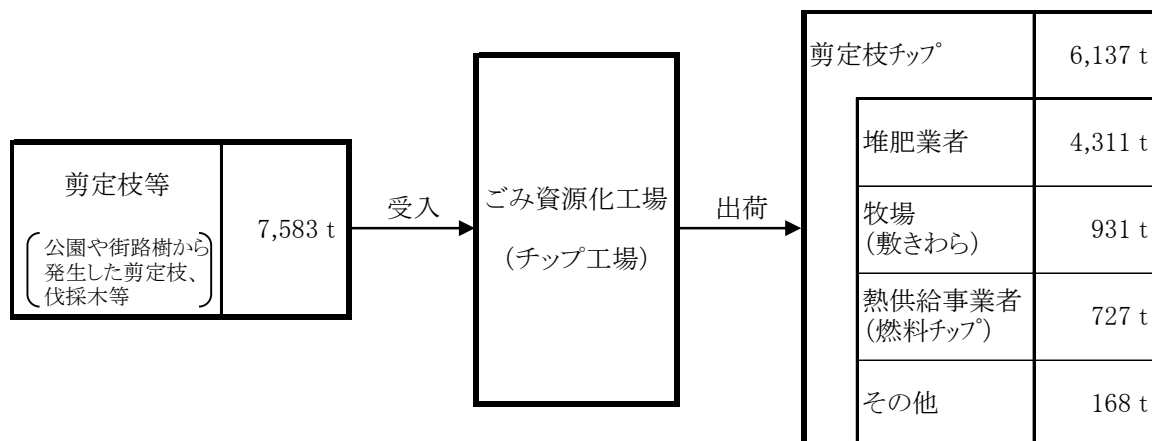 剪定枝等
公園や街路樹から
発生した剪定枝、
伐採木等
7,583 t
受入
ごみ資源化工場
(チップ工場)
出荷
剪定枝チップ 6,137 t
堆肥業者 4,311 t
牧場
(敷きわら)
931 t
熱供給事業者
(燃料チップ)
727 t
その他 168 t